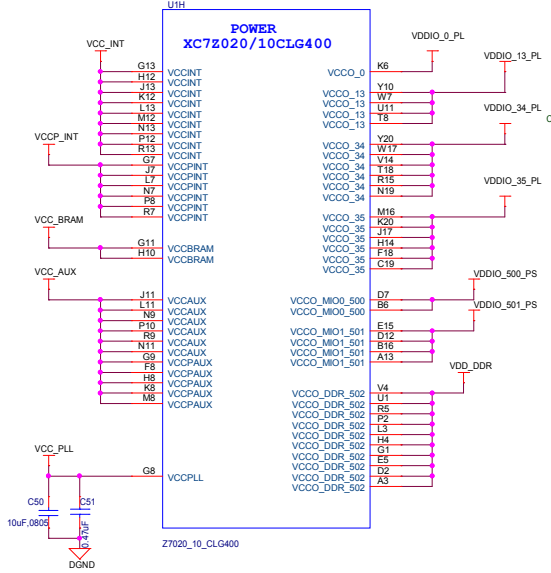 U1H
POWER
XC7Z020/10CLG400
VCC_INT
G13 VCCINT
H12 VCCINT
J13 VCCINT
K12 VCCINT
L13 VCCINT
M12 VCCINT
N13 VCCINT
P12 VCCINT
R13 VCCINT
VCCP_INT
G7 VCCPINT
J7 VCCPINT
L7 VCCPINT
N7 VCCPINT
P8 VCCPINT
R7 VCCPINT
VCC_BRAM
G11 VCCBRAM
H10 VCCBRAM
VCC_AUX
J11 VCCAUX
L11 VCCAUX
N9 VCCAUX
P10 VCCAUX
R9 VCCAUX
N11 VCCAUX
G9 VCCPAUX
F8 VCCPAUX
H8 VCCPAUX
K8 VCCPAUX
M8 VCCPAUX
VCC_PLL
G8 VCCPLL
C50
10uF,0805
C51
0.47uF
DGND
VDDIO_0_PL
VCCO_0 K6
VDDIO_13_PL
VCCO_13 Y10
VCCO_13 W7
VCCO_13 U11
VCCO_13 T8
VDDIO_34_PL
VCCO_34 Y20
VCCO_34 W17
VCCO_34 V14
VCCO_34 T18
VCCO_34 R15
VCCO_34 N19
VDDIO_35_PL
VCCO_35 M16
VCCO_35 K20
VCCO_35 J17
VCCO_35 H14
VCCO_35 F18
VCCO_35 C19
VDDIO_500_PS
VCCO_MIO0_500 D7
VCCO_MIO0_500 B6
VDDIO_501_PS
VCCO_MIO1_501 E15
VCCO_MIO1_501 D12
VCCO_MIO1_501 B16
VCCO_MIO1_501 A13
VDD_DDR
VCCO_DDR_502 V4
VCCO_DDR_502 U1
VCCO_DDR_502 R5
VCCO_DDR_502 P2
VCCO_DDR_502 L3
VCCO_DDR_502 H4
VCCO_DDR_502 G1
VCCO_DDR_502 E5
VCCO_DDR_502 D2
VCCO_DDR_502 A3
Z7020_10_CLG400